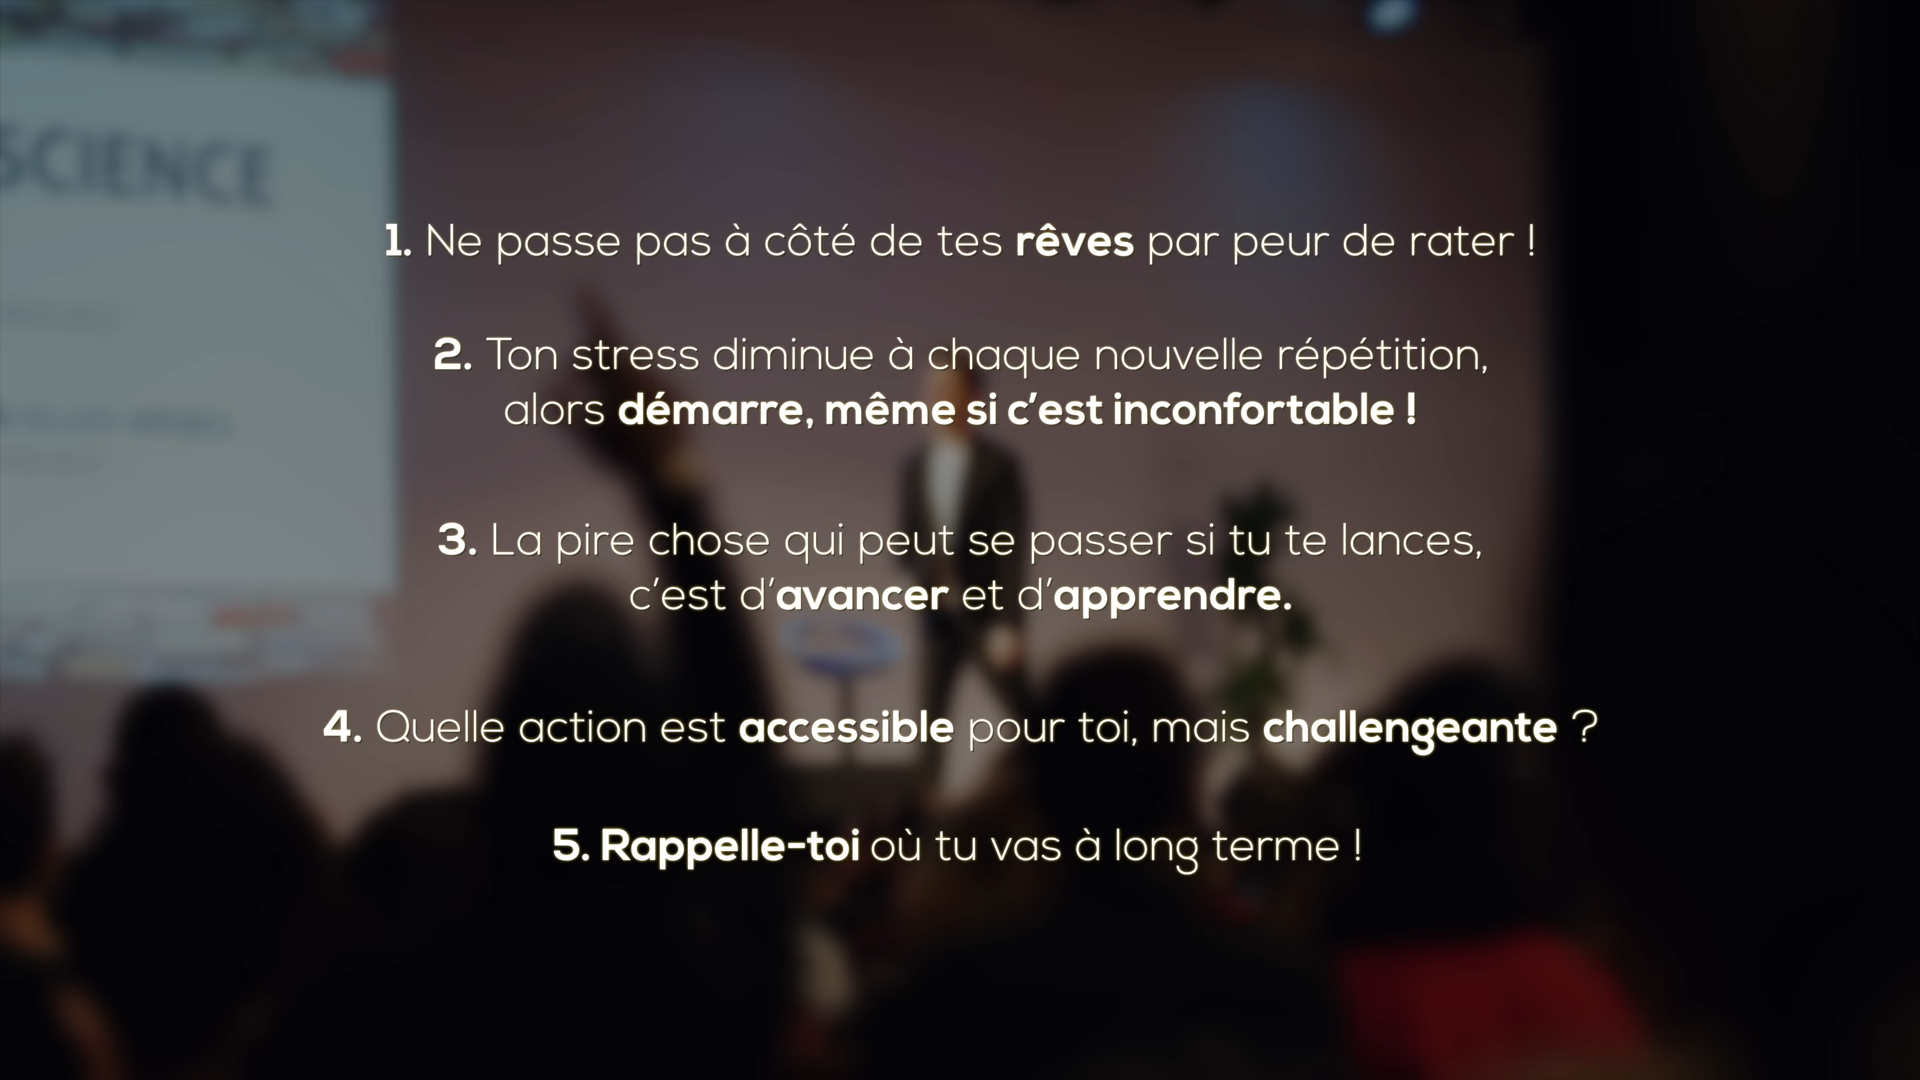 SCIENCE
1. Ne passe pas à côté de tes rêves par peur de rater !
2. Ton stress diminue à chaque nouvelle répétition,
alors démarre, même si c’est inconfortable !
3. La pire chose qui peut se passer si tu te lances,
c’est d’avancer et d’apprendre.
4. Quelle action est accessible pour toi, mais challengeante ?
5. Rappelle-toi où tu vas à long terme !